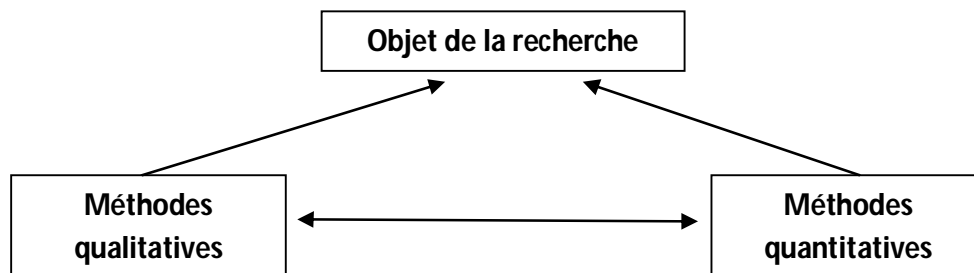 Objet de la recherche
Méthodes
qualitatives
Méthodes
quantitatives